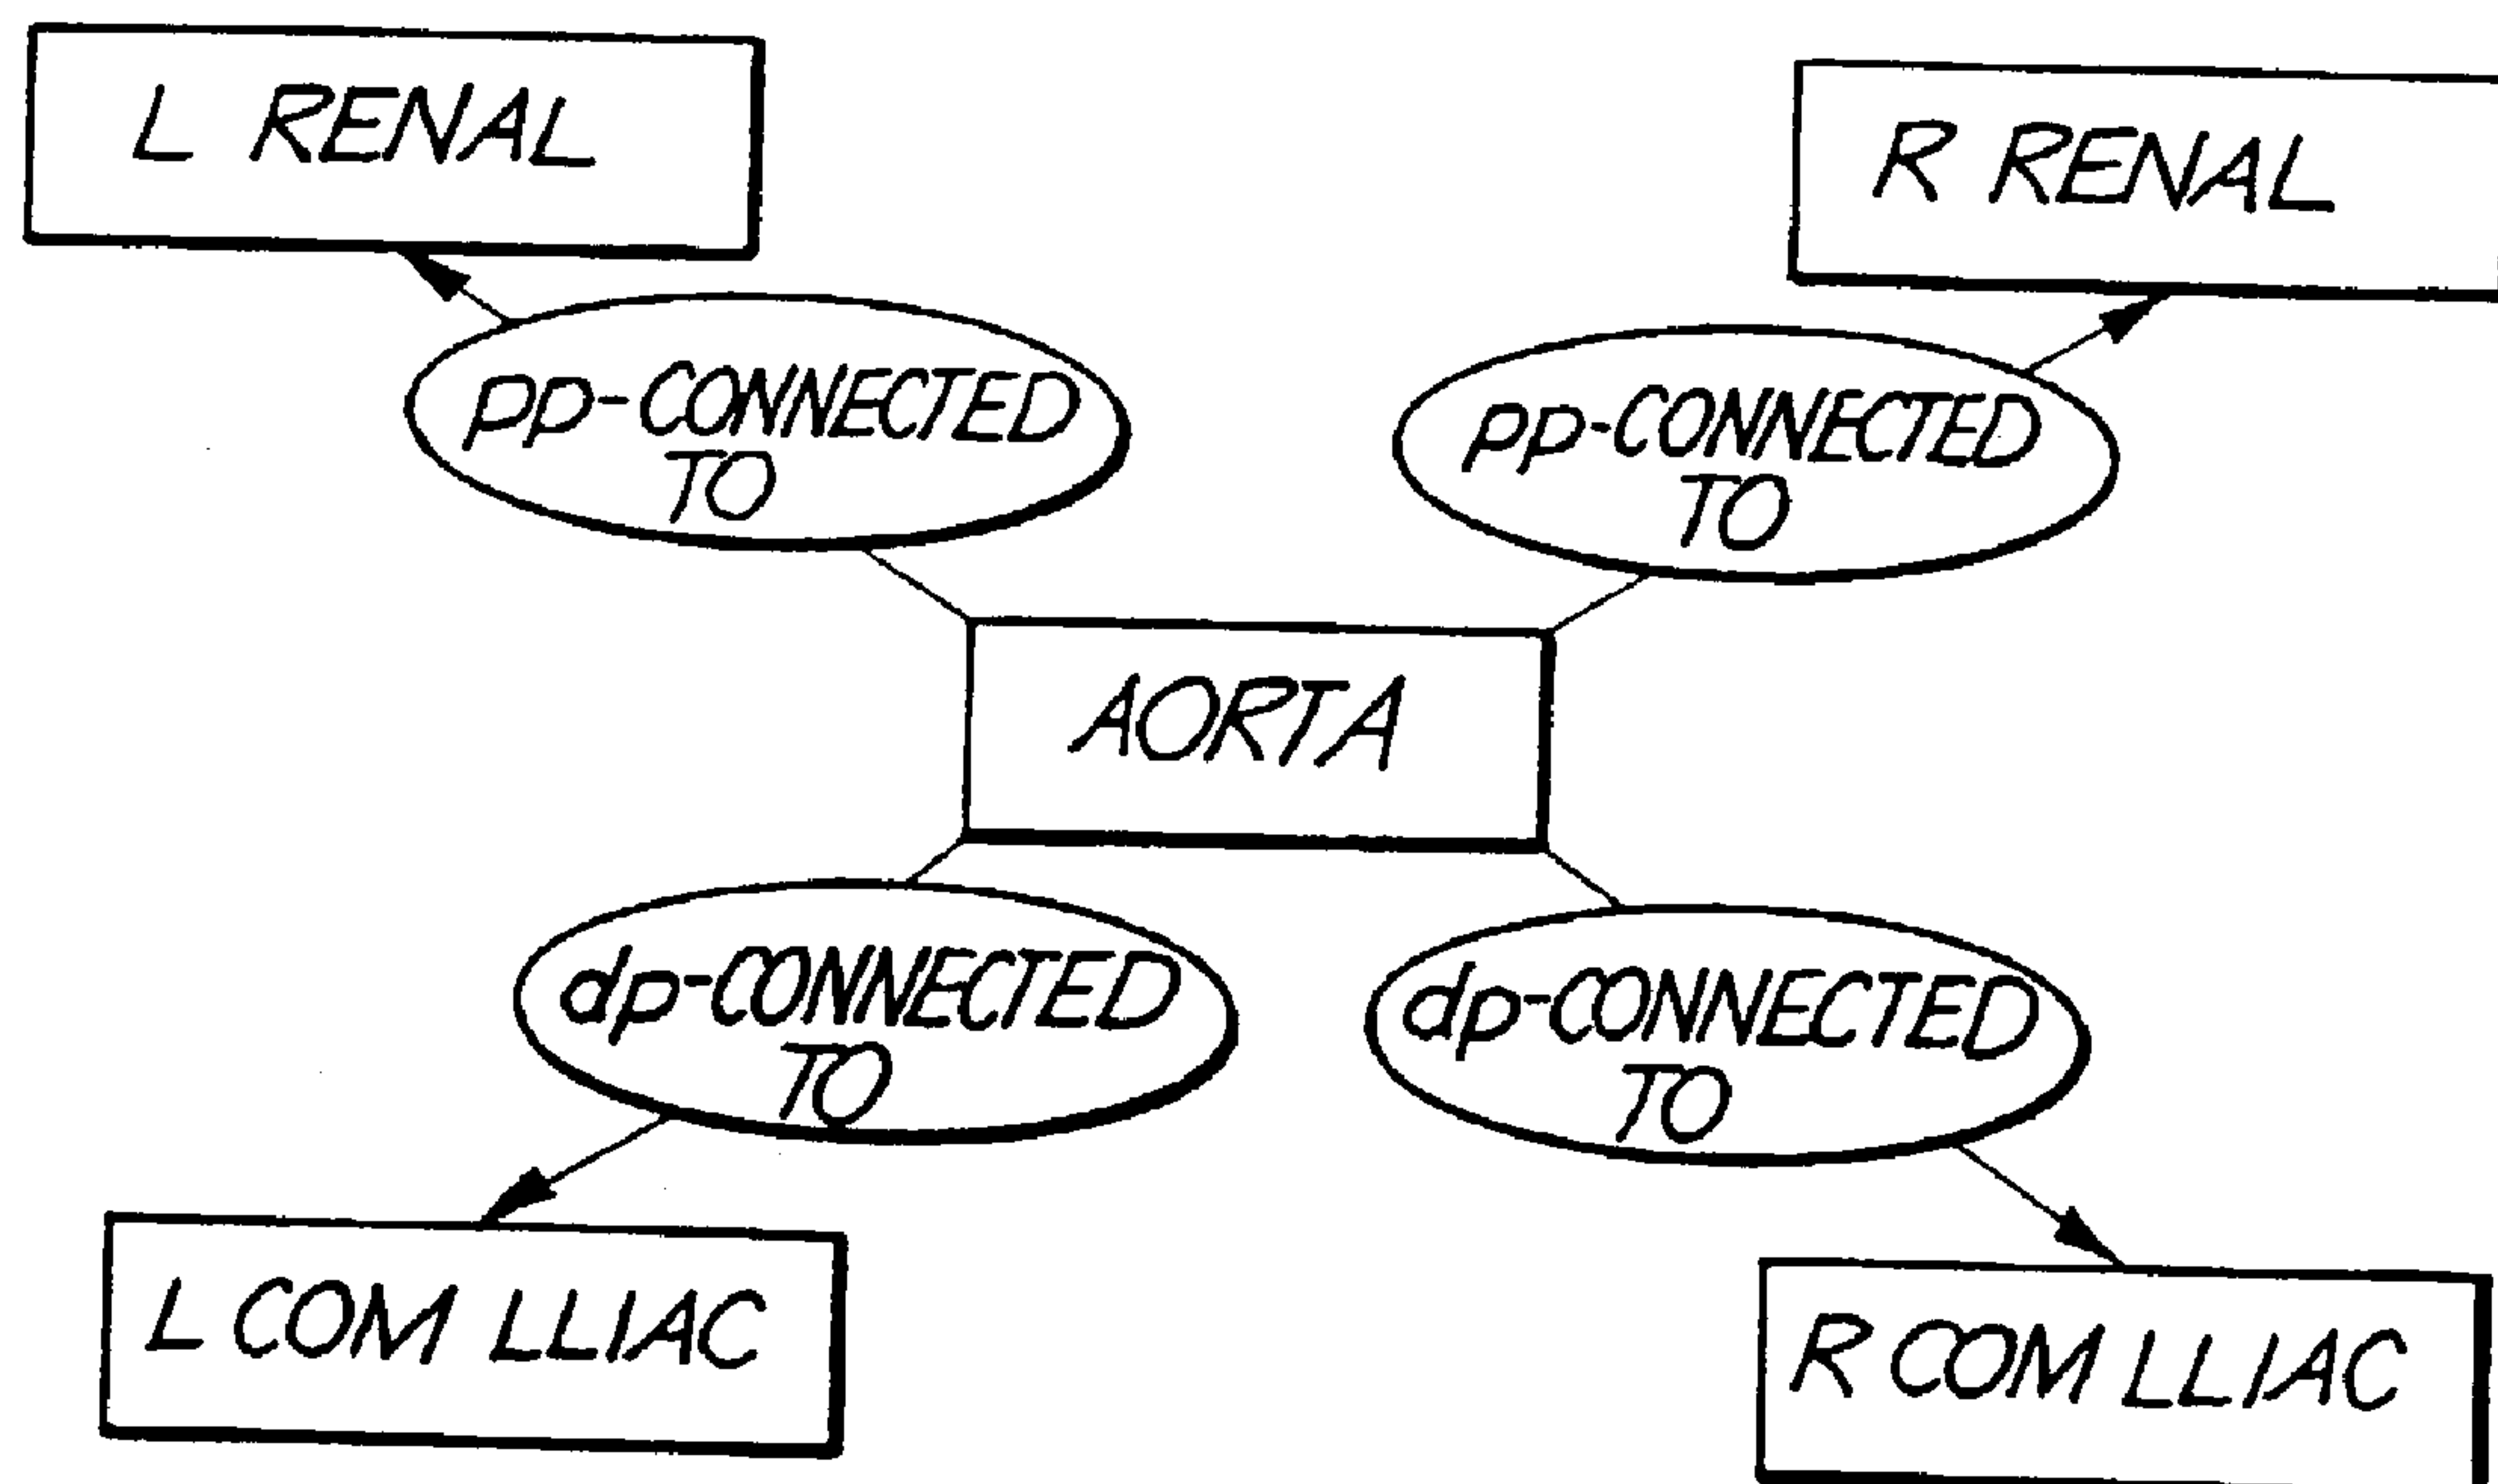 L RENAL
R RENAL
pp-CONNECTED
TO
pp-CONNECTED
TO
AORTA
dp-CONNECTED
TO
dp-CONNECTED
TO
L COM LLIAC
R COM LLIAC